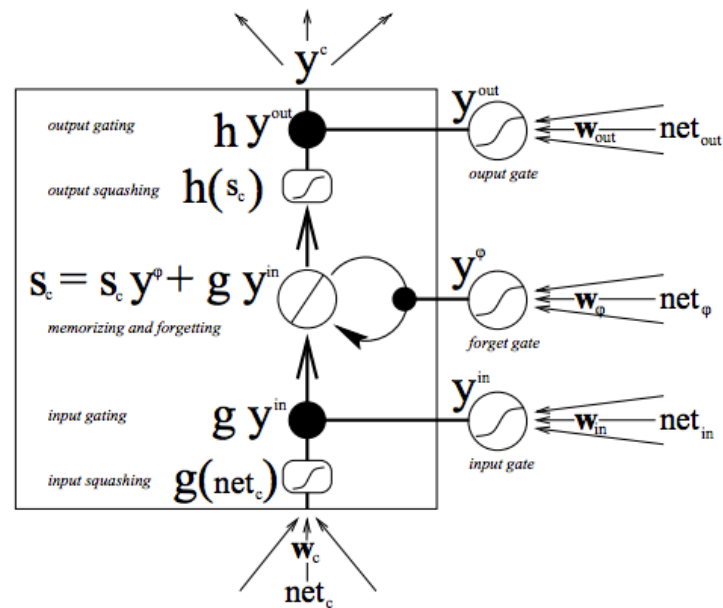 y^c
y^out
output gating
h y^out
w_out
net_out
ouput gate
output squashing
h(s_c)
y^φ
s_c = s_c y^φ + g y^in
w_φ
net_φ
memorizing and forgetting
forget gate
y^in
input gating
g y^in
w_in
net_in
input gate
input squashing
g(net_c)
w_c
net_c